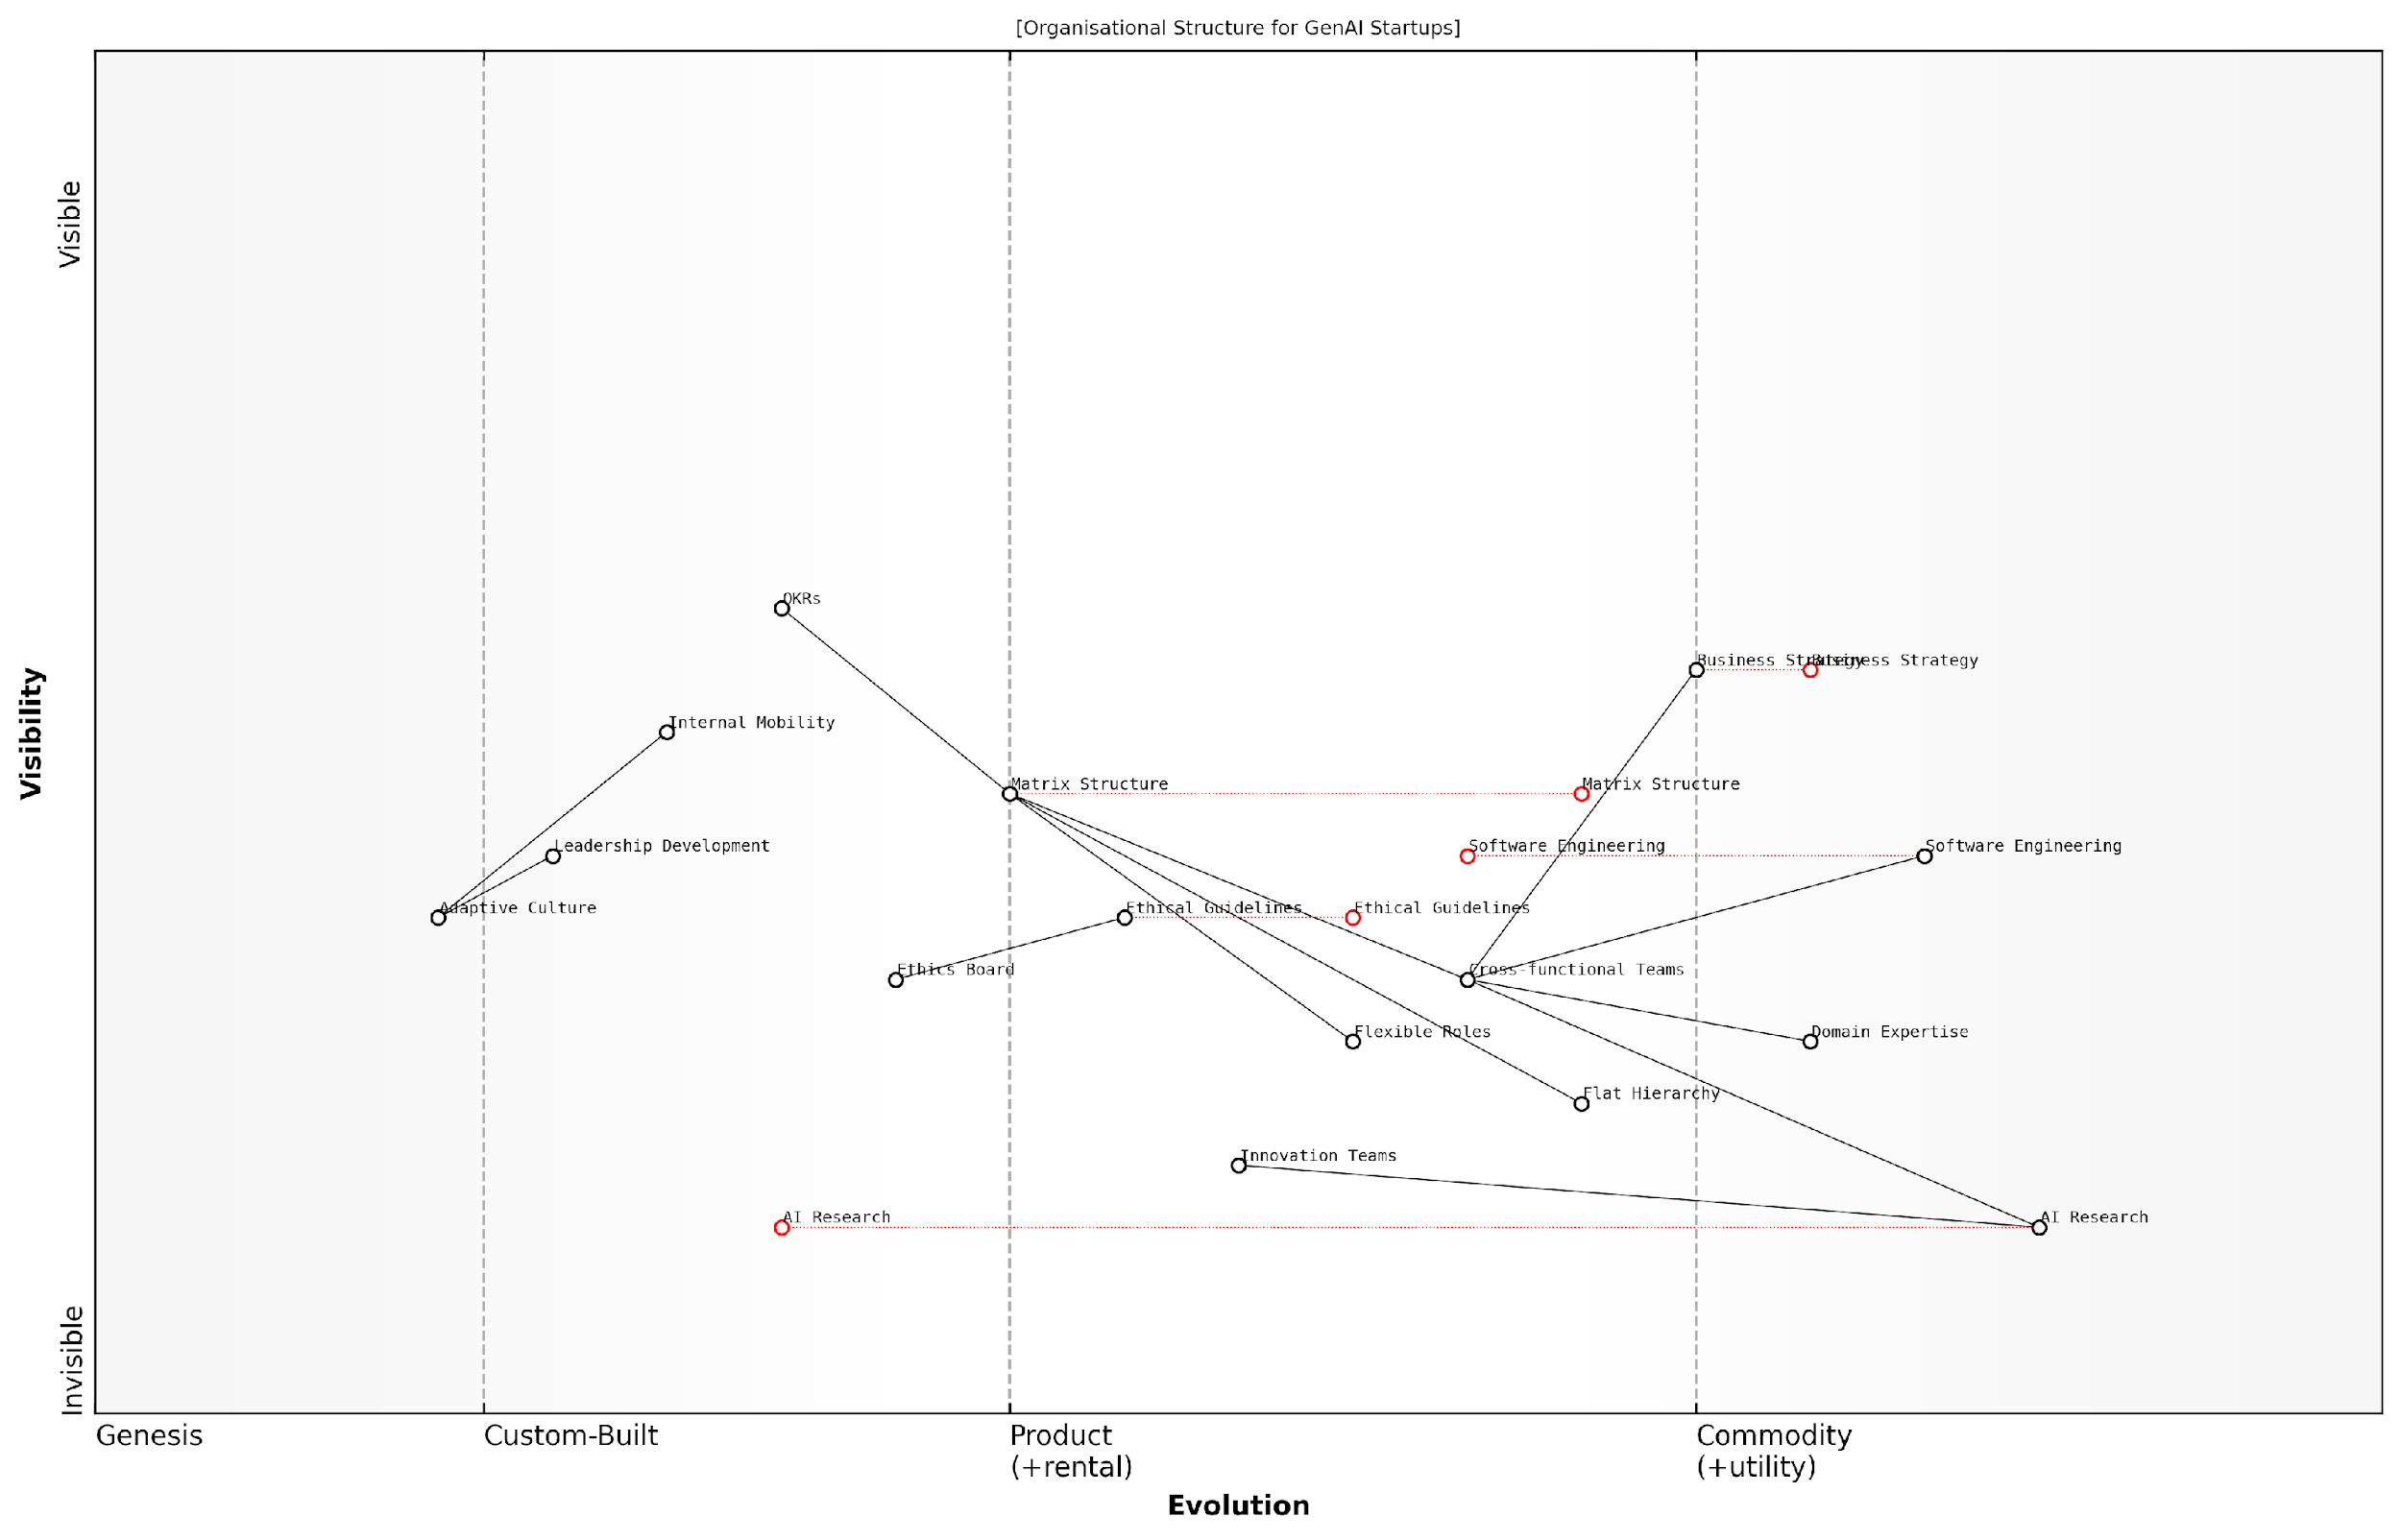 [Organisational Structure for GenAI Startups]
Visible
Visibility
Invisible
OKRs
Business Strategy
Business Strategy
Internal Mobility
Matrix Structure
Matrix Structure
Leadership Development
Software Engineering
Software Engineering
Adaptive Culture
Ethical Guidelines
Ethical Guidelines
Ethics Board
Cross-functional Teams
Flexible Roles
Domain Expertise
Flat Hierarchy
Innovation Teams
AI Research
AI Research
Genesis
Custom-Built
Product
(+rental)
Commodity
(+utility)
Evolution